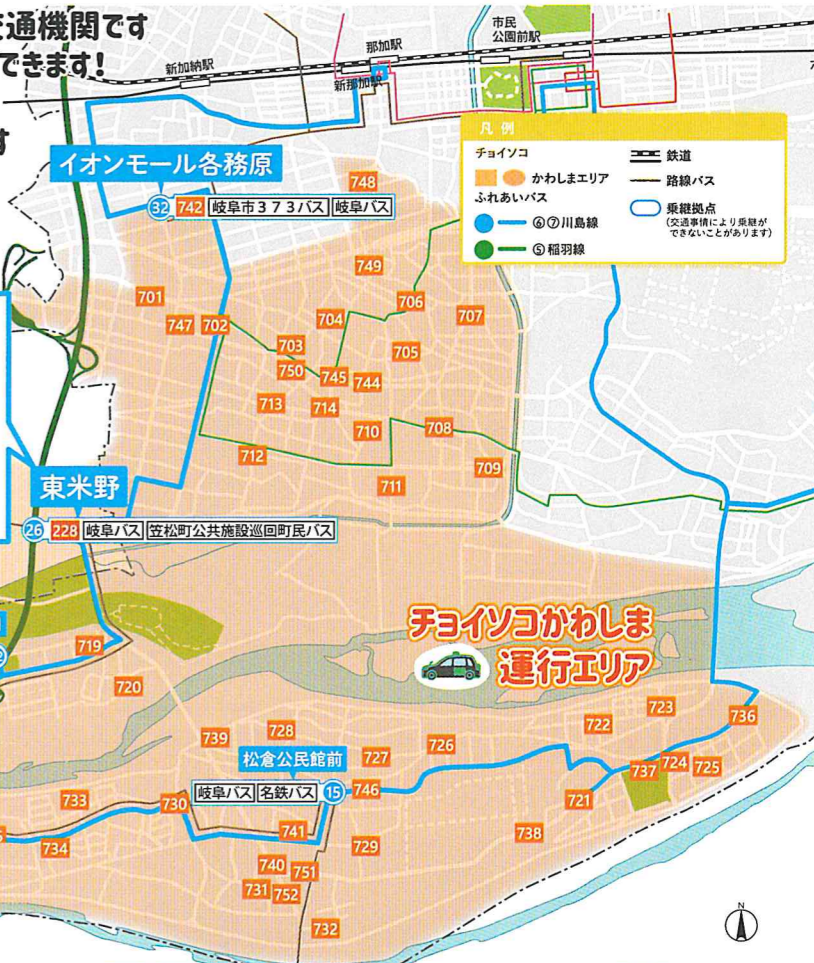 通機関です
できます!
す
新加納駅
那加駅
新那加駅
市民
公園前駅
凡例
チョイソコ
かわしまエリア
ふれあいバス
⑥⑦川島線
⑤稲羽線
鉄道
路線バス
乗継拠点
(交通事情により乗継が
できないことがあります)
イオンモール各務原
32 742 岐阜市373バス 岐阜バス
748
749
701
747 702
704
706
707
703
705
750
745 744
713
714
710
708
712
709
711
東米野
26 228 岐阜バス 笠松町公共施設巡回町民バス
チョイソコかわしま
運行エリア
719
720
723
736
722
739
728
726
727
松倉公民館前
岐阜バス 名鉄バス 15 746
737 724 725
721
733
730
734
741
738
729
740
751
731 752
732
N